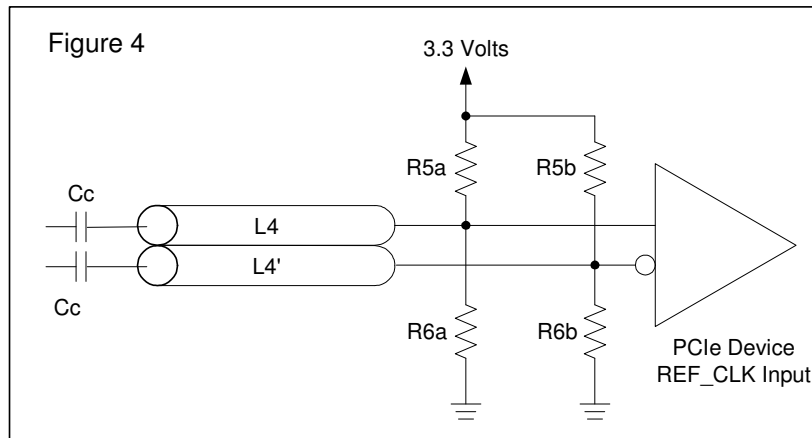 Figure 4
3.3 Volts
R5a
R5b
Cc
L4
L4'
Cc
R6a
R6b
PCIe Device
REF_CLK Input